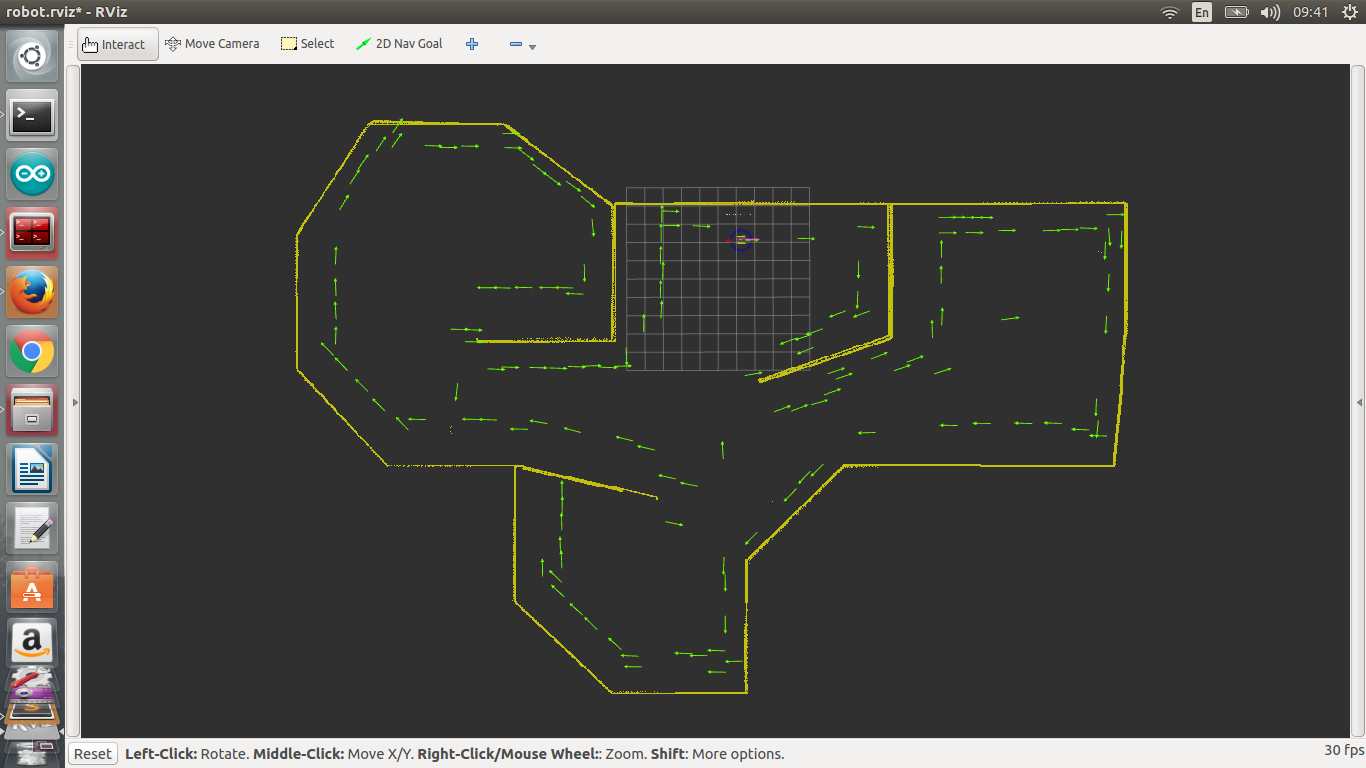 robot.rviz* - RViz
En
09:41
Interact
Move Camera
Select
2D Nav Goal
Reset
Left-Click: Rotate. Middle-Click: Move X/Y. Right-Click/Mouse Wheel:: Zoom. Shift: More options.
30 fps